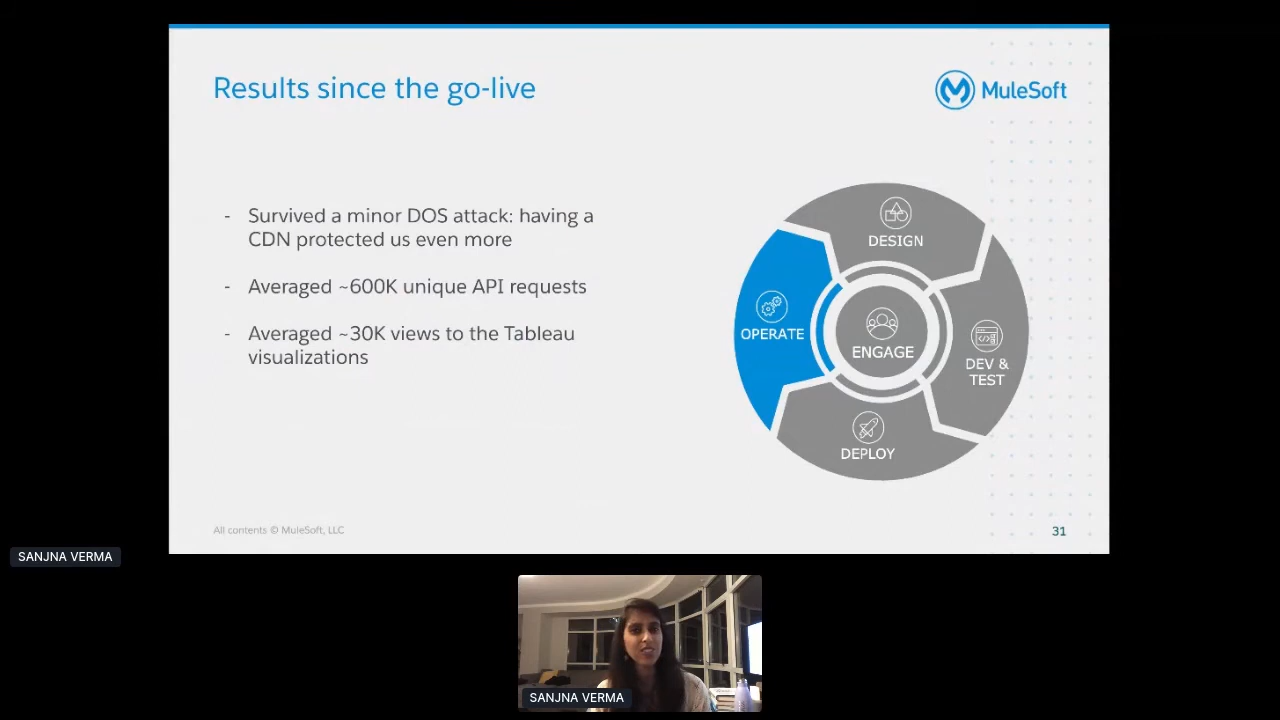 Results since the go-live
MuleSoft
- Survived a minor DOS attack: having a
CDN protected us even more
- Averaged ~600K unique API requests
- Averaged ~30K views to the Tableau
visualizations
DESIGN
OPERATE
ENGAGE
DEV &
TEST
DEPLOY
All contents © MuleSoft, LLC
31
SANJNA VERMA
SANJNA VERMA